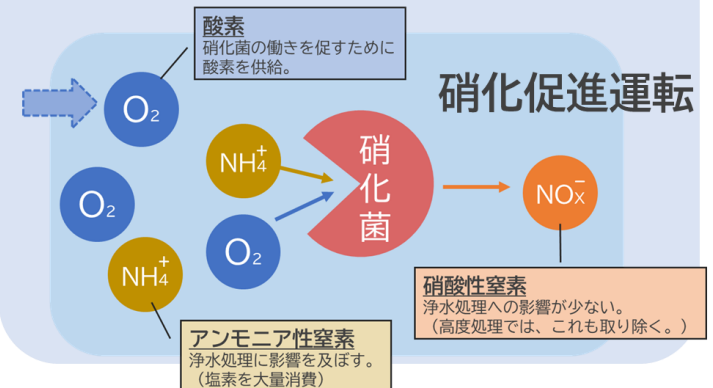 酸素
硝化菌の働きを促すために
酸素を供給。
硝化促進運転
O₂
NH₄⁺
O₂
O₂
NH₄⁺
硝化菌
NOₓ⁻
硝酸性窒素
浄水処理への影響が少ない。
（高度処理では、これも取り除く。）
アンモニア性窒素
浄水処理に影響を及ぼす。
（塩素を大量消費）